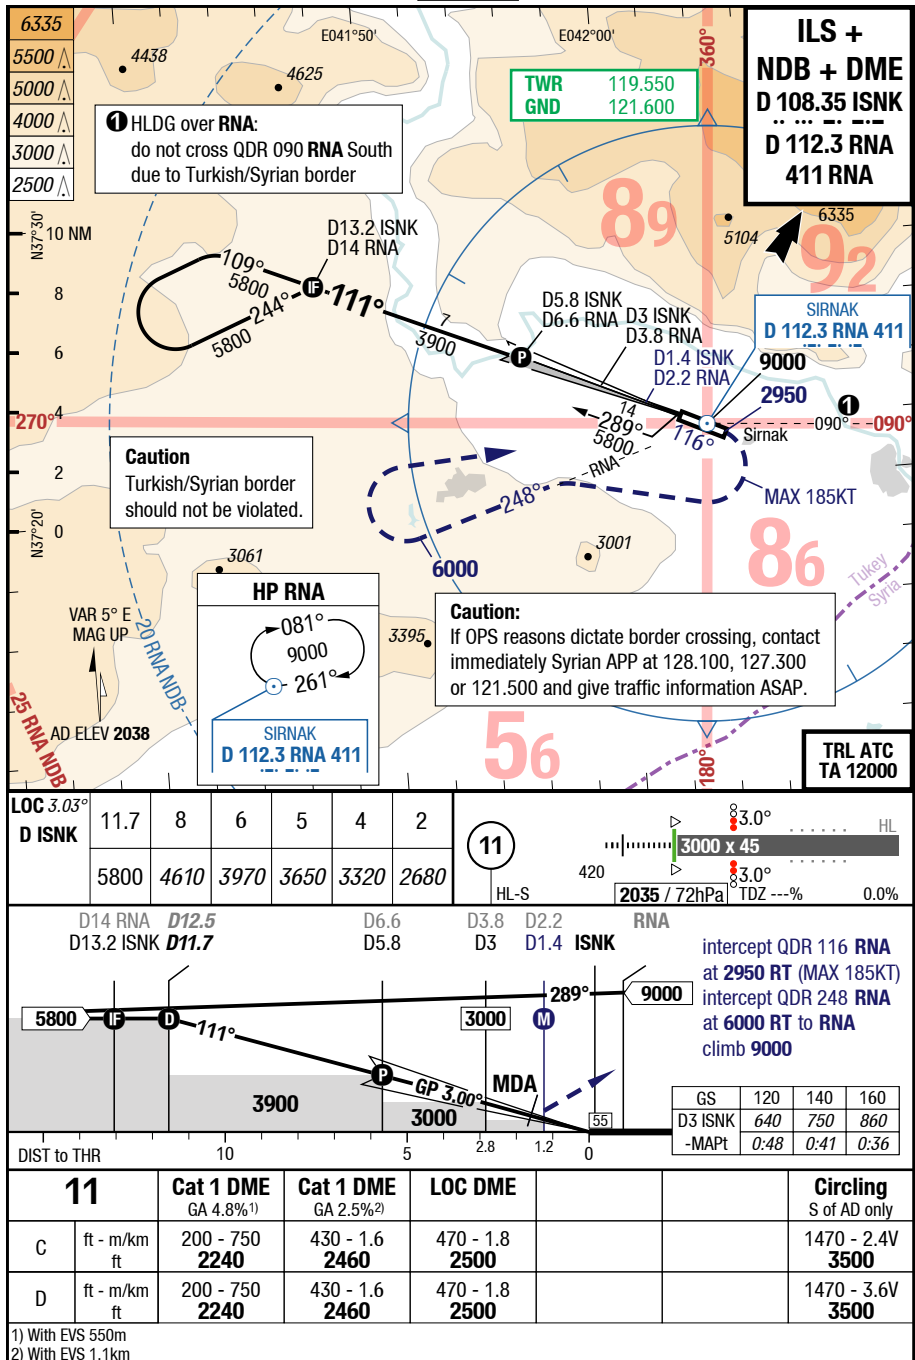 6335
5500
5000
4000
3000
2500
4438
4625
E041°50'
E042°00'
360°
TWR 119.550
GND 121.600
ILS +
NDB + DME
D 108.35 ISNK
D 112.3 RNA
411 RNA
1 HLDG over RNA:
do not cross QDR 090 RNA South
due to Turkish/Syrian border
N37°30'
10 NM
8
6
4
2
0
N37°20'
89
5104
6335
92
D13.2 ISNK
D14 RNA
109°
5800
244°
5800
IF
111°
7
3900
P
D5.8 ISNK
D6.6 RNA
D3 ISNK
D3.8 RNA
D1.4 ISNK
D2.2 RNA
SIRNAK
D 112.3 RNA 411
9000
2950
1
270°
14
289°
5800
116°
RNA
Sirnak
090°
090°
Caution
Turkish/Syrian border
should not be violated.
248°
MAX 185KT
6000
3061
3001
86
Tukey
Syria
VAR 5° E
MAG UP
20 RNA NDB
25 RNA NDB
AD ELEV 2038
HP RNA
081°
9000
261°
SIRNAK
D 112.3 RNA 411
3395
Caution:
If OPS reasons dictate border crossing, contact
immediately Syrian APP at 128.100, 127.300
or 121.500 and give traffic information ASAP.
56
180°
TRL ATC
TA 12000
LOC 3.03°
D ISNK
11.7 8 6 5 4 2
5800 4610 3970 3650 3320 2680
11
HL-S
420
3.0°
HL
3000 x 45
3.0°
2035 / 72hPa
TDZ ---%
0.0%
D14 RNA D12.5 D6.6 D3.8 D2.2 RNA
D13.2 ISNK D11.7 D5.8 D3 D1.4 ISNK
intercept QDR 116 RNA
at 2950 RT (MAX 185KT)
intercept QDR 248 RNA
at 6000 RT to RNA
climb 9000
5800
IF
D
111°
3000
M
289°
9000
P
GP 3.00°
MDA
3900
3000
55
GS 120 140 160
D3 ISNK 640 750 860
-MAPt 0:48 0:41 0:36
DIST to THR 10 5 2.8 1.2 0
11 Cat 1 DME Cat 1 DME LOC DME Circling
GA 4.8%1) GA 2.5%2) S of AD only
C ft - m/km 200 - 750 430 - 1.6 470 - 1.8 1470 - 2.4V
ft 2240 2460 2500 3500
D ft - m/km 200 - 750 430 - 1.6 470 - 1.8 1470 - 3.6V
ft 2240 2460 2500 3500
1) With EVS 550m
2) With EVS 1.1km